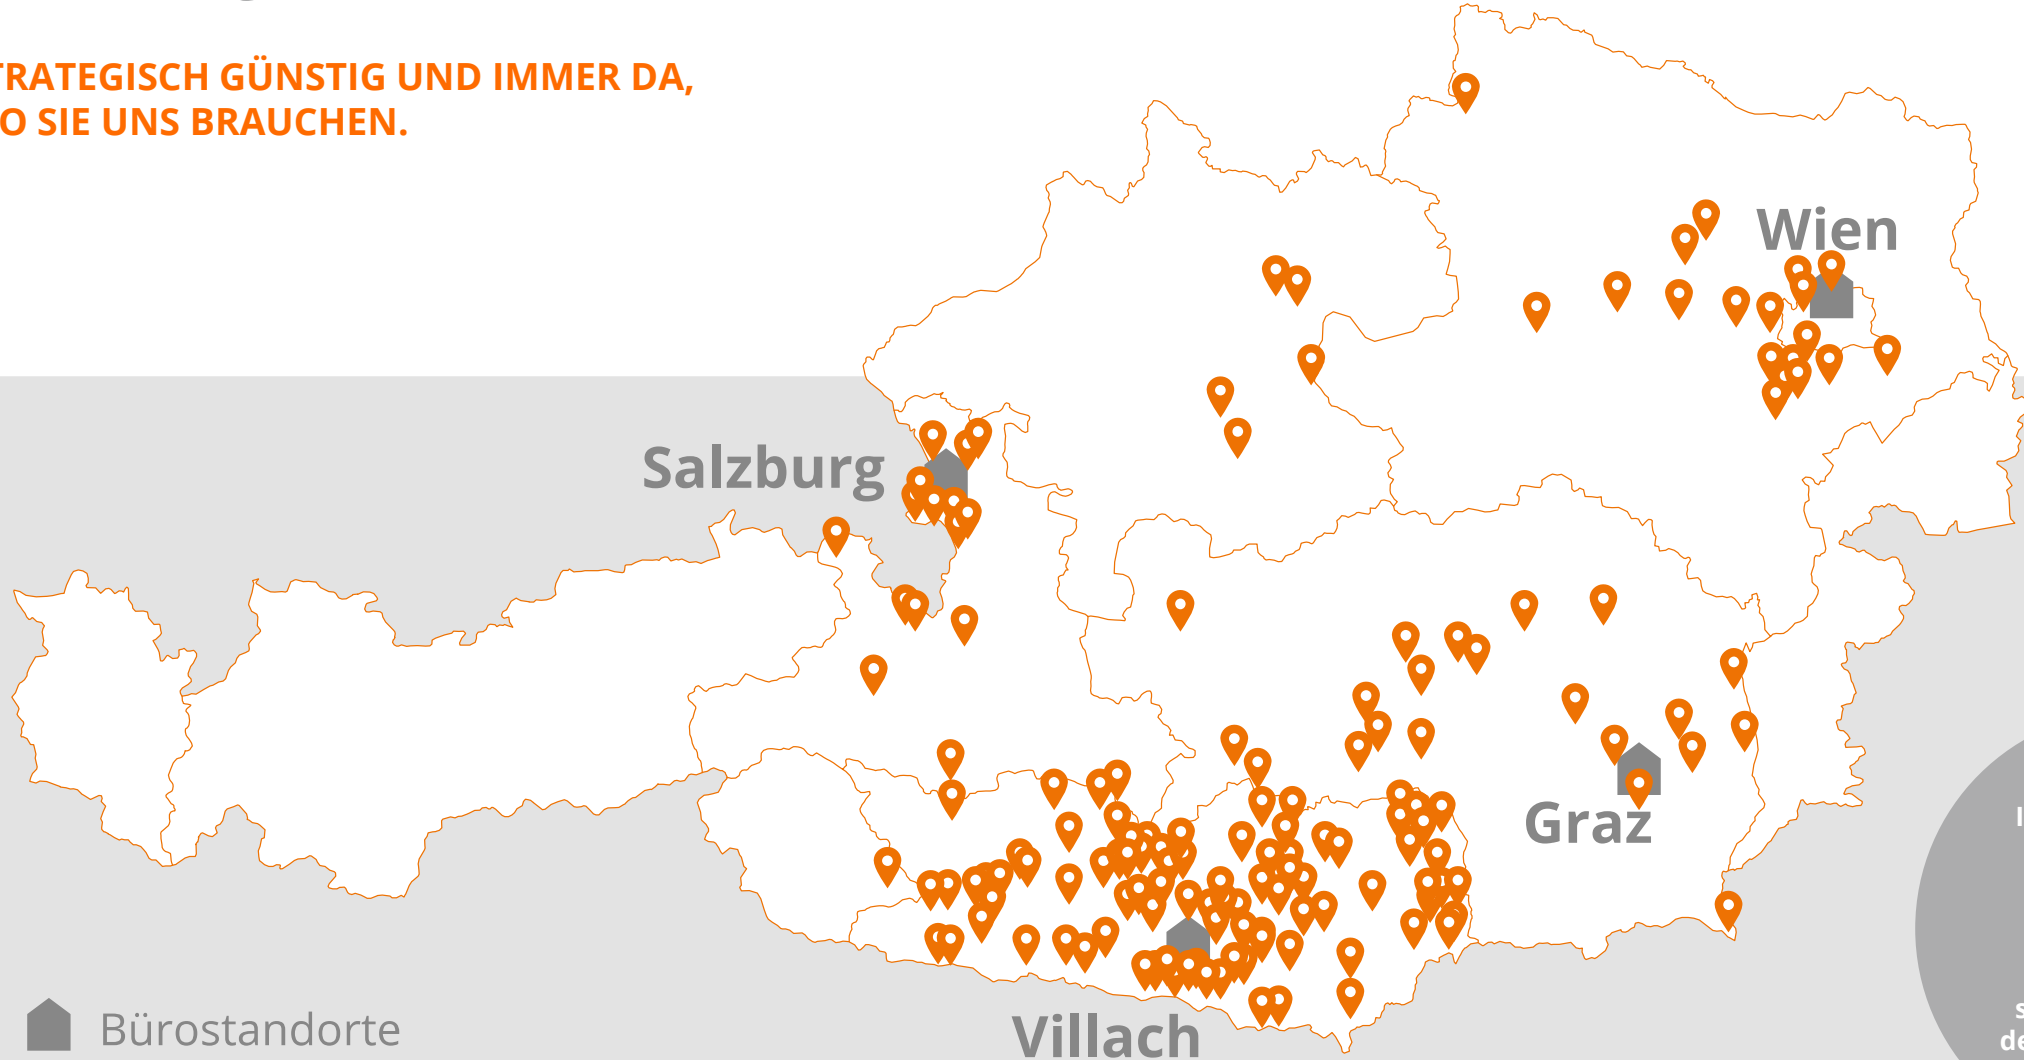 TRATEGISCH GÜNSTIG UND IMMER DA,
O SIE UNS BRAUCHEN.
Wien
Salzburg
Graz
Villach
Bürostandorte